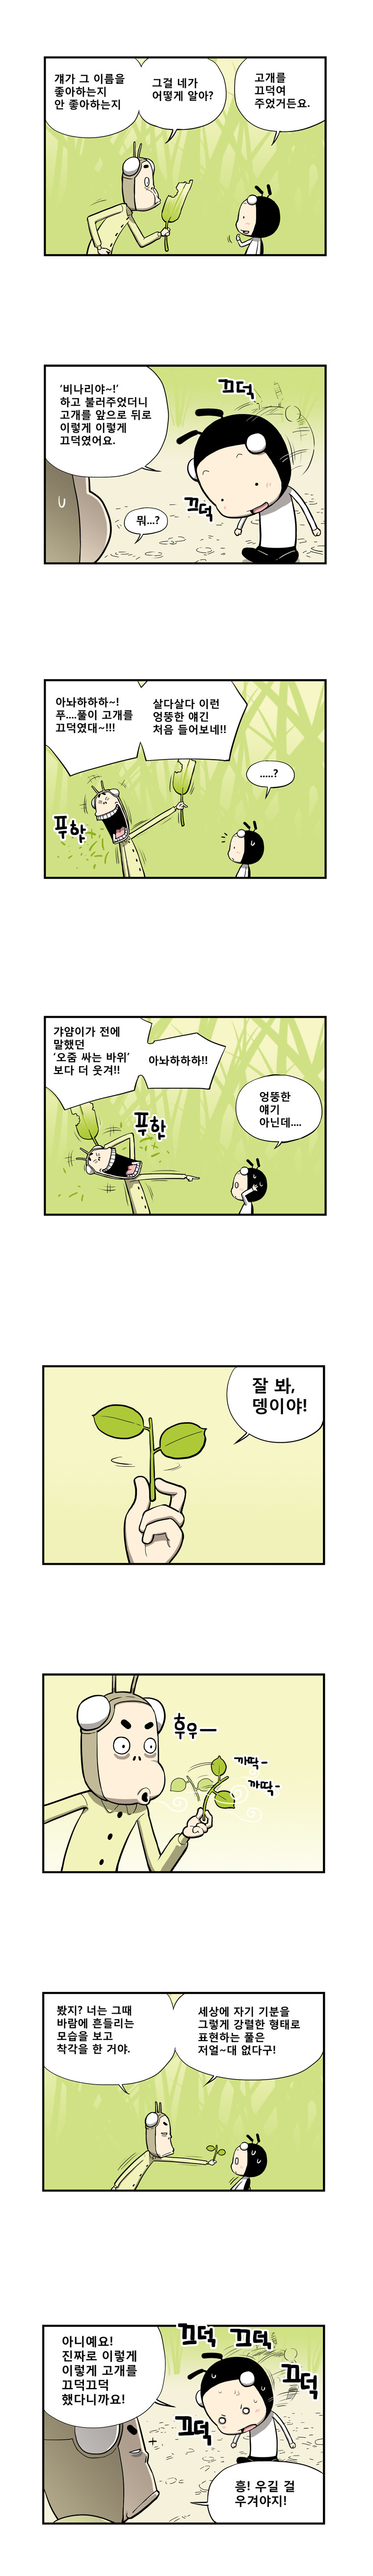 걔가 그 이름을
좋아하는지
안 좋아하는지
그걸 네가
어떻게 알아?
고개를
끄덕여
주었거든요.
'비나리야~!'
하고 불러주었더니
고개를 앞으로 뒤로
이렇게 이렇게
끄덕였어요.
끄덕
끄덕
뭐...?
아놔하하하~!
푸....풀이 고개를
끄덕였대~!!!
살다살다 이런
엉뚱한 얘긴
처음 들어보네!!
.....?
푸핫
갸얌이가 전에
말했던
'오줌 싸는 바위'
보다 더 웃겨!!
아놔하하하!!
푸핫
엉뚱한
얘기
아닌데....
잘 봐,
뎅이야!
후우ー
까딱-
까딱-
봤지? 너는 그때
바람에 흔들리는
모습을 보고
착각을 한 거야.
세상에 자기 기분을
그렇게 강렬한 형태로
표현하는 풀은
저얼~대 없다구!
아니예요!
진짜로 이렇게
이렇게 고개를
끄덕끄덕
했다니까요!
끄덕
끄덕
끄덕
끄덕
흥! 우길 걸
우겨야지!